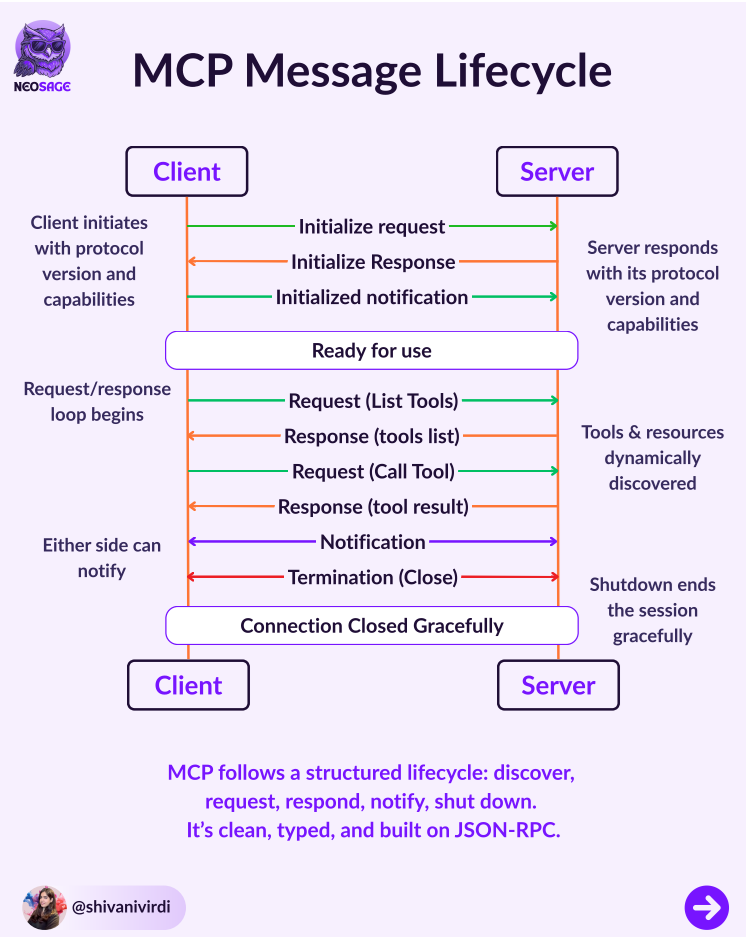 NEOSAGE
MCP Message Lifecycle
Client
Server
Client initiates
with protocol
version and
capabilities
Initialize request
Initialize Response
Initialized notification
Server responds
with its protocol
version and
capabilities
Ready for use
Request/response
loop begins
Request (List Tools)
Response (tools list)
Request (Call Tool)
Response (tool result)
Tools & resources
dynamically
discovered
Either side can
notify
Notification
Termination (Close)
Shutdown ends
the session
gracefully
Connection Closed Gracefully
Client
Server
MCP follows a structured lifecycle: discover,
request, respond, notify, shut down.
It’s clean, typed, and built on JSON-RPC.
@shivanivirdi